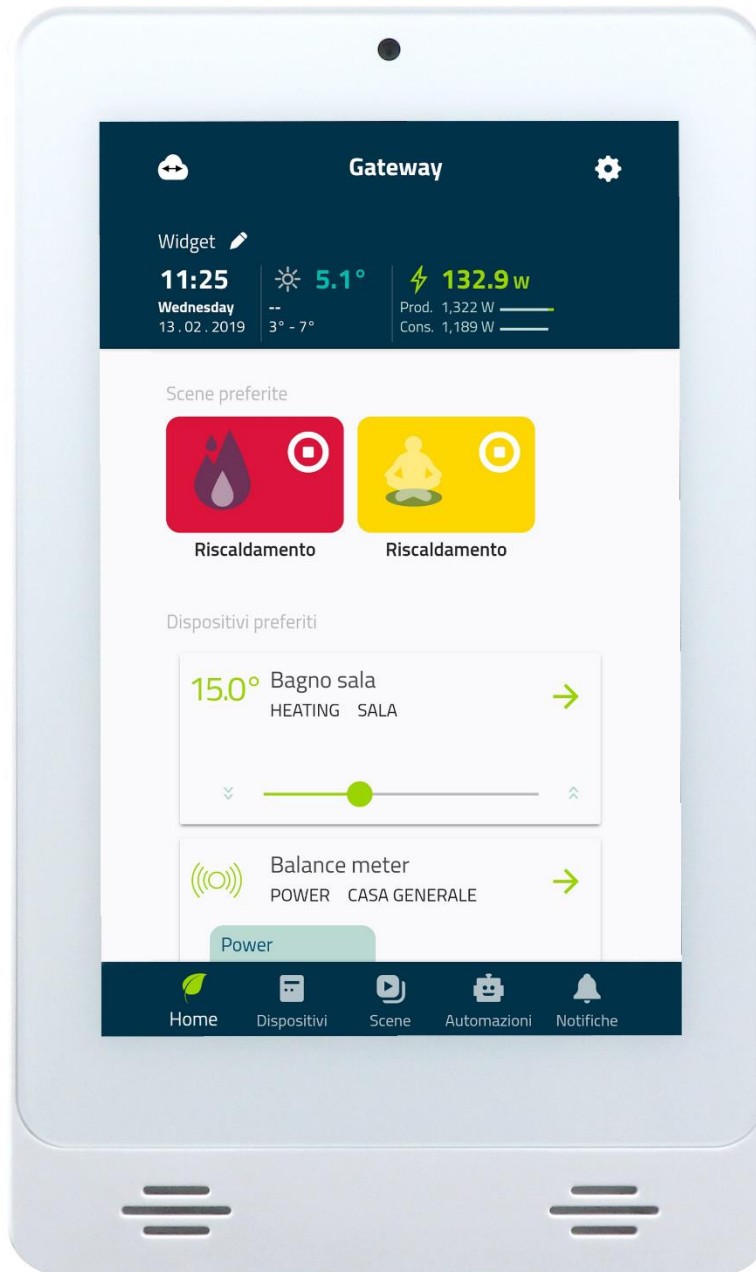 Gateway
Widget
11:25
5.1°
132.9 W
Wednesday
--
Prod. 1,322 W
13.02.2019
3° - 7°
Cons. 1,189 W
Scene preferite
Riscaldamento
Riscaldamento
Dispositivi preferiti
15.0°
Bagno sala
HEATING SALA
Balance meter
POWER CASA GENERALE
Power
Home
Dispositivi
Scene
Automazioni
Notifiche